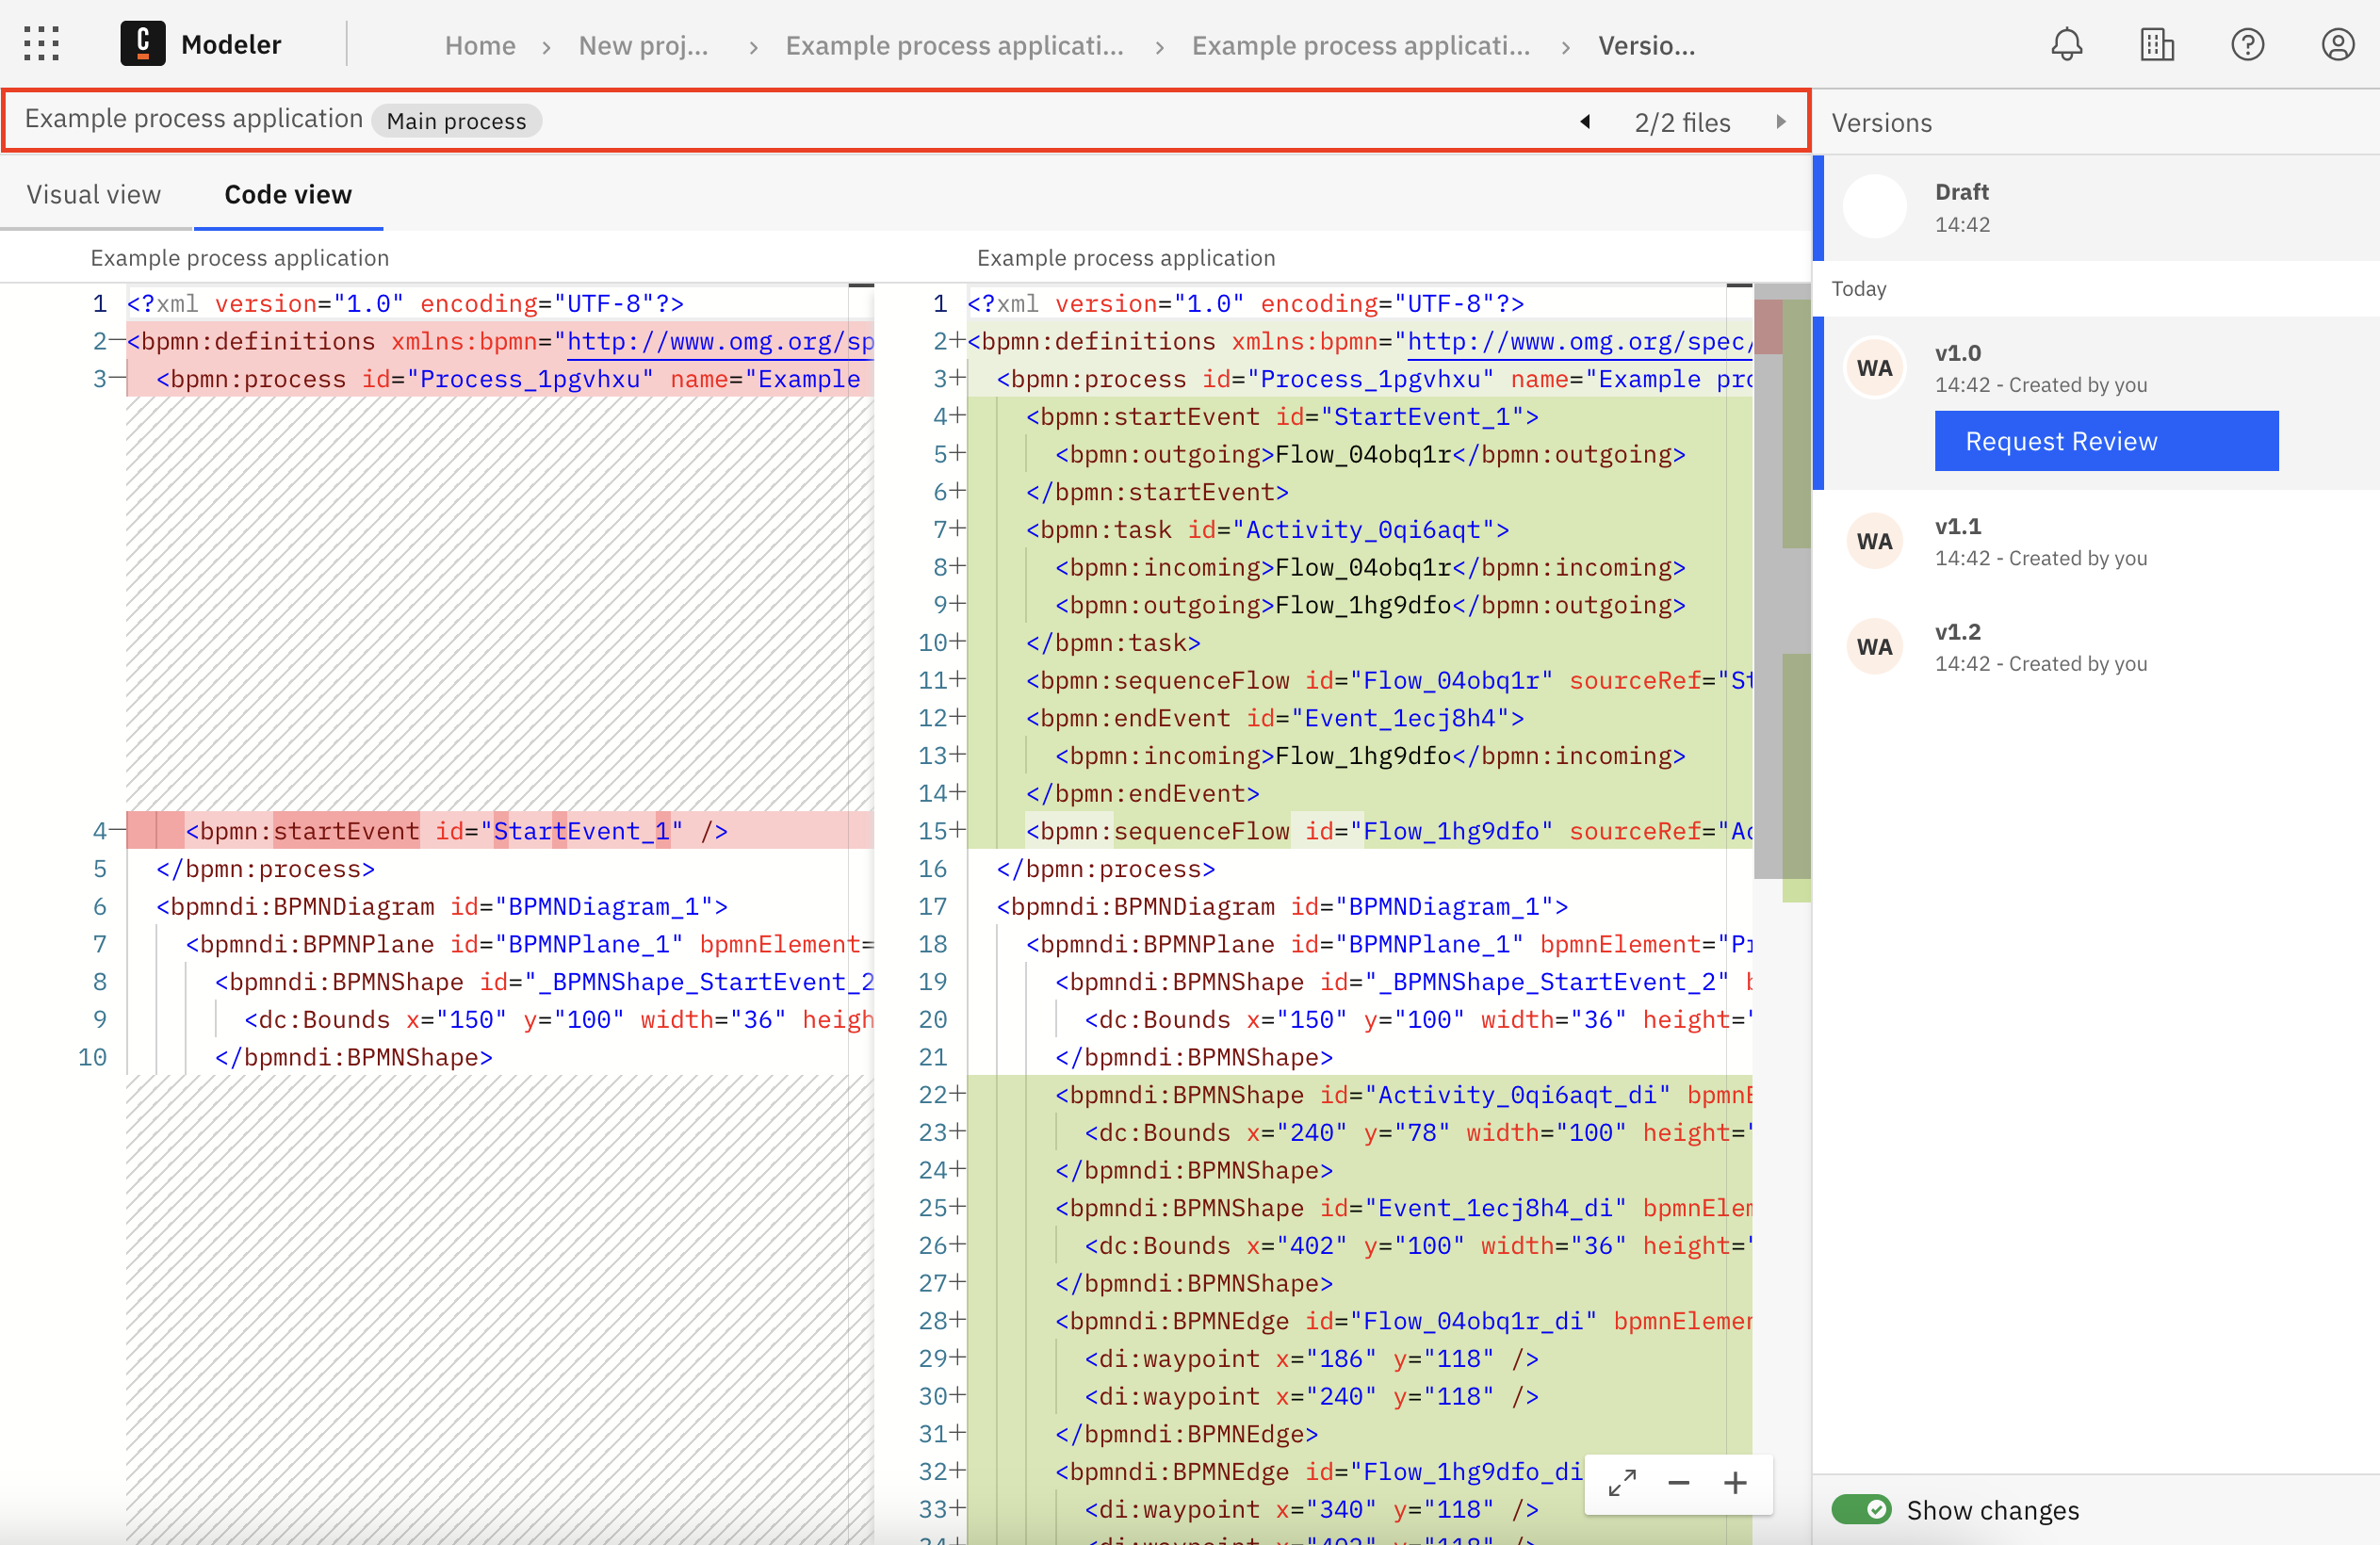 C Modeler Home › New proj... › Example process applicati... › Example process applicati... › Versio...
Example process application Main process 2/2 files
Versions
Visual view Code view
Example process application
1 <?xml version="1.0" encoding="UTF-8"?>
2 <bpmn:definitions xmlns:bpmn="http://www.omg.org/sp
3 <bpmn:process id="Process_1pgvhxu" name="Example
4 <bpmn:startEvent id="StartEvent_1" />
5 </bpmn:process>
6 <bpmndi:BPMNDiagram id="BPMNDiagram_1">
7 <bpmndi:BPMNPlane id="BPMNPlane_1" bpmnElement=
8 <bpmndi:BPMNShape id="_BPMNShape_StartEvent_2
9 <dc:Bounds x="150" y="100" width="36" heigh
10 </bpmndi:BPMNShape>
Example process application
1 <?xml version="1.0" encoding="UTF-8"?>
2+ <bpmn:definitions xmlns:bpmn="http://www.omg.org/spec/
3+ <bpmn:process id="Process_1pgvhxu" name="Example pro
4+ <bpmn:startEvent id="StartEvent_1">
5+ <bpmn:outgoing>Flow_04obq1r</bpmn:outgoing>
6+ </bpmn:startEvent>
7+ <bpmn:task id="Activity_0qi6aqt">
8+ <bpmn:incoming>Flow_04obq1r</bpmn:incoming>
9+ <bpmn:outgoing>Flow_1hg9dfo</bpmn:outgoing>
10+ </bpmn:task>
11+ <bpmn:sequenceFlow id="Flow_04obq1r" sourceRef="St
12+ <bpmn:endEvent id="Event_1ecj8h4">
13+ <bpmn:incoming>Flow_1hg9dfo</bpmn:incoming>
14+ </bpmn:endEvent>
15+ <bpmn:sequenceFlow id="Flow_1hg9dfo" sourceRef="Ac
16 </bpmn:process>
17 <bpmndi:BPMNDiagram id="BPMNDiagram_1">
18 <bpmndi:BPMNPlane id="BPMNPlane_1" bpmnElement="Pr
19 <bpmndi:BPMNShape id="_BPMNShape_StartEvent_2" b
20 <dc:Bounds x="150" y="100" width="36" height="
21 </bpmndi:BPMNShape>
22+ <bpmndi:BPMNShape id="Activity_0qi6aqt_di" bpmnE
23+ <dc:Bounds x="240" y="78" width="100" height="
24+ </bpmndi:BPMNShape>
25+ <bpmndi:BPMNShape id="Event_1ecj8h4_di" bpmnElem
26+ <dc:Bounds x="402" y="100" width="36" height="
27+ </bpmndi:BPMNShape>
28+ <bpmndi:BPMNEdge id="Flow_04obq1r_di" bpmnElemen
29+ <di:waypoint x="186" y="118" />
30+ <di:waypoint x="240" y="118" />
31+ </bpmndi:BPMNEdge>
32+ <bpmndi:BPMNEdge id="Flow_1hg9dfo_di
33+ <di:waypoint x="340" y="118" />
Draft
14:42
Today
WA v1.0
14:42 - Created by you
Request Review
WA v1.1
14:42 - Created by you
WA v1.2
14:42 - Created by you
Show changes